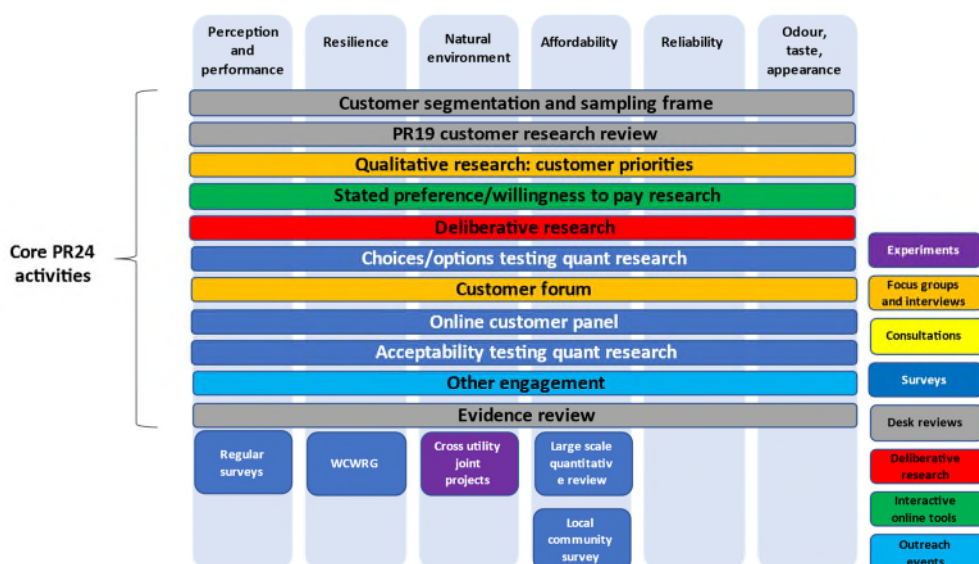 Perception
and
performance
Resilience
Natural
environment
Affordability
Reliability
Odour,
taste,
appearance
Core PR24
activities
Customer segmentation and sampling frame
PR19 customer research review
Qualitative research: customer priorities
Stated preference/willingness to pay research
Deliberative research
Choices/options testing quant research
Customer forum
Online customer panel
Acceptability testing quant research
Other engagement
Evidence review
Regular
surveys
WCWRG
Cross utility
joint
projects
Large scale
quantitativ
e review
Local
community
survey
Experiments
Focus groups
and interviews
Consultations
Surveys
Desk reviews
Deliberative
research
Interactive
online tools
Outreach
events